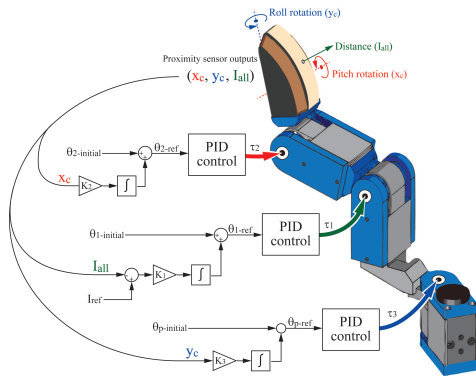 Roll rotation (yc)
Distance (Iall)
Proximity sensor outputs
(xc, yc, Iall)
Pitch rotation (xc)
θ2-initial
θ2-ref
PID
control
τ2
+
+
xc
K2
∫
θ1-initial
θ1-ref
PID
control
τ1
+
+
Iall
+
-
K1
∫
Iref
θp-initial
θp-ref
PID
control
τ3
+
yc
K3
∫